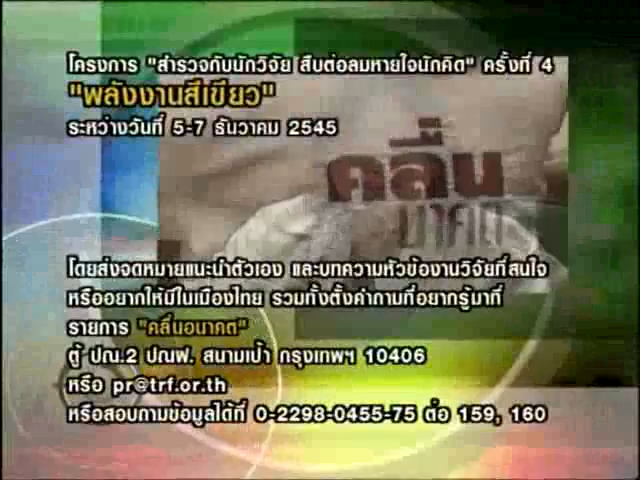 โครงการ "สำรวจกับนักวิจัย สืบต่อลมหายใจนักคิด" ครั้งที่ 4
"พลังงานสีเขียว"
ระหว่างวันที่ 5-7 ธันวาคม 2545
คลื่น
อนาคต
โดยส่งจดหมายแนะนำตัวเอง และบทความหัวข้องานวิจัยที่สนใจ
หรืออยากให้มีในเมืองไทย รวมทั้งตั้งคำถามที่อยากรู้มาที่
รายการ "คลื่นอนาคต"
ตู้ ปณ.2 ปณฝ. สนามเป้า กรุงเทพฯ 10406
หรือ pr@trf.or.th
หรือสอบถามข้อมูลได้ที่ 0-2298-0455-75 ต่อ 159, 160